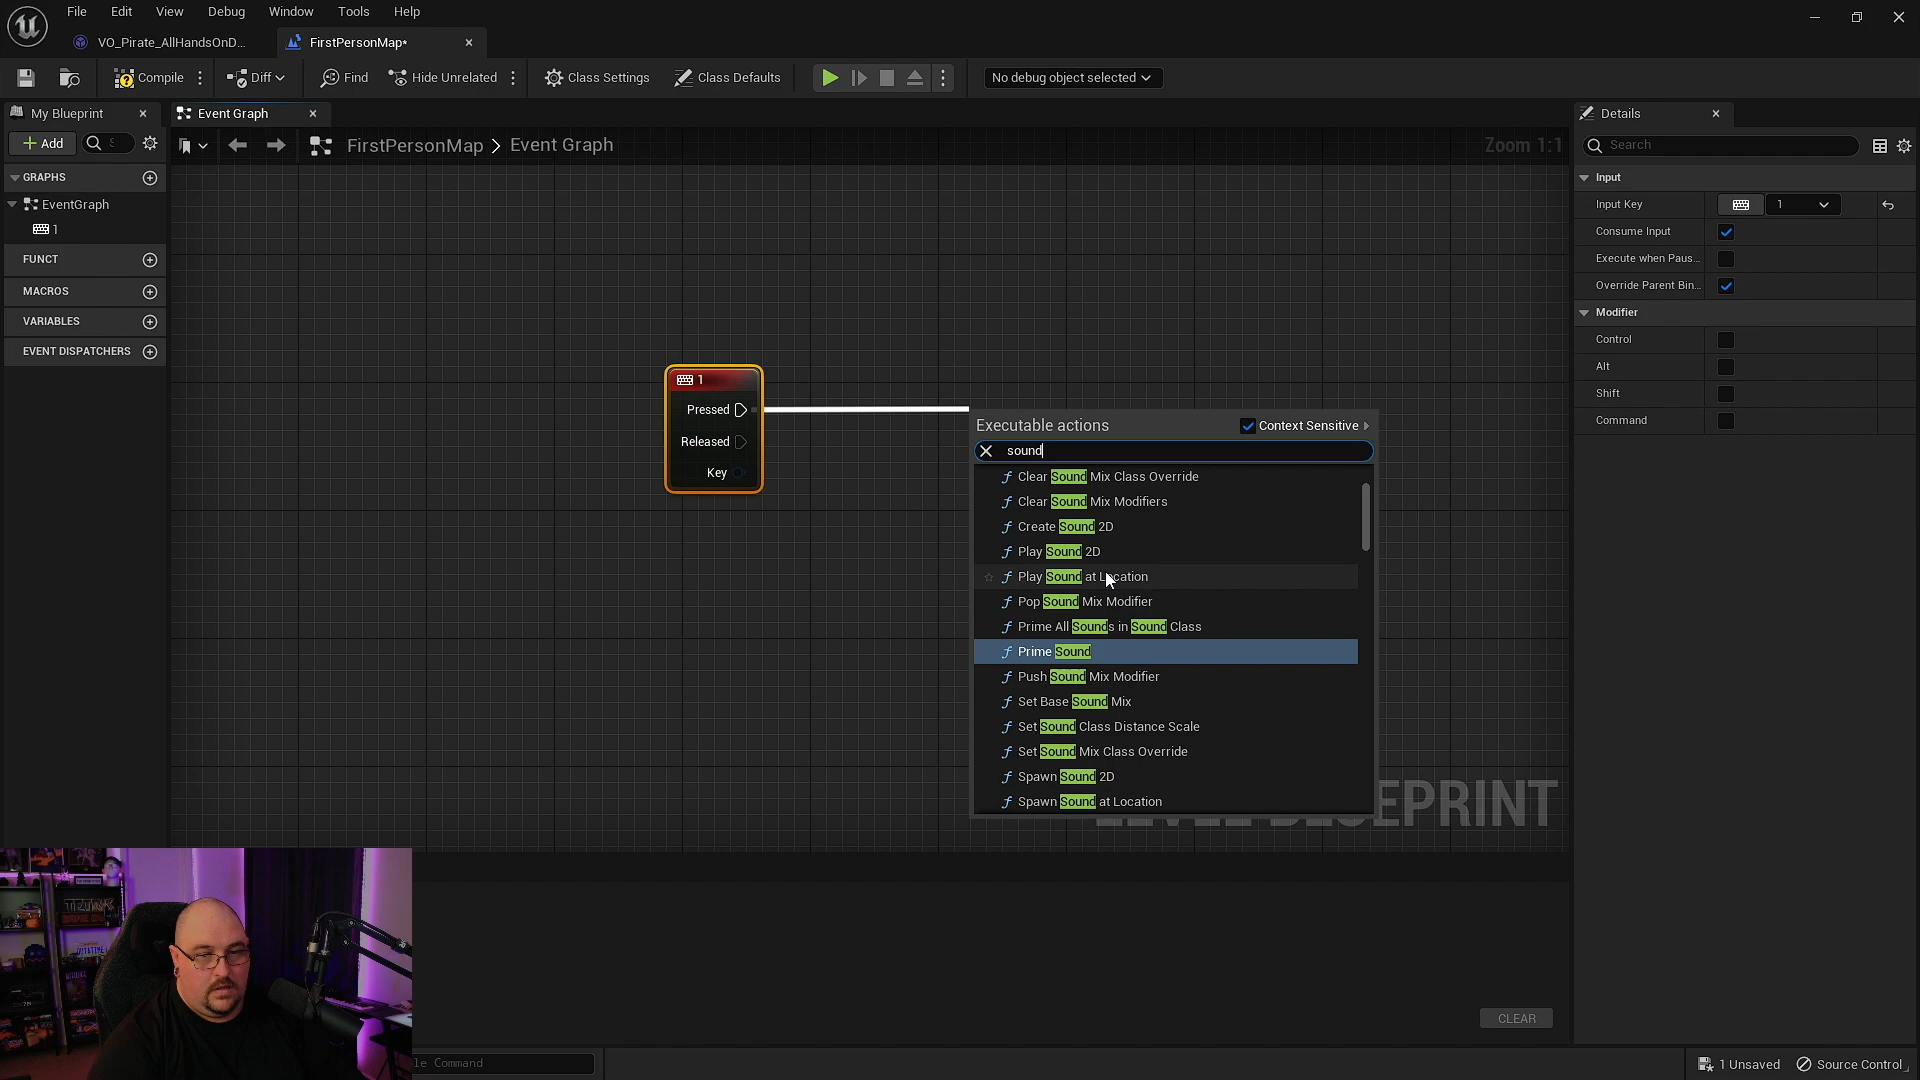 File Edit View Debug Window Tools Help
VO_Pirate_AllHandsOnD... FirstPersonMap*
Compile Diff Find Hide Unrelated Class Settings Class Defaults No debug object selected
My Blueprint
Event Graph
Details
Add
FirstPersonMap > Event Graph
Zoom 1:1
Search
GRAPHS
EventGraph
1
FUNCT
MACROS
VARIABLES
EVENT DISPATCHERS
1
Pressed
Released
Key
Executable actions Context Sensitive
sound
Clear Sound Mix Class Override
Clear Sound Mix Modifiers
Create Sound 2D
Play Sound 2D
Play Sound at Location
Pop Sound Mix Modifier
Prime All Sounds in Sound Class
Prime Sound
Push Sound Mix Modifier
Set Base Sound Mix
Set Sound Class Distance Scale
Set Sound Mix Class Override
Spawn Sound 2D
Spawn Sound at Location
Input
Input Key 1
Consume Input
Execute when Paus...
Override Parent Bin...
Modifier
Control
Alt
Shift
Command
CLEAR
le Command
1 Unsaved Source Control